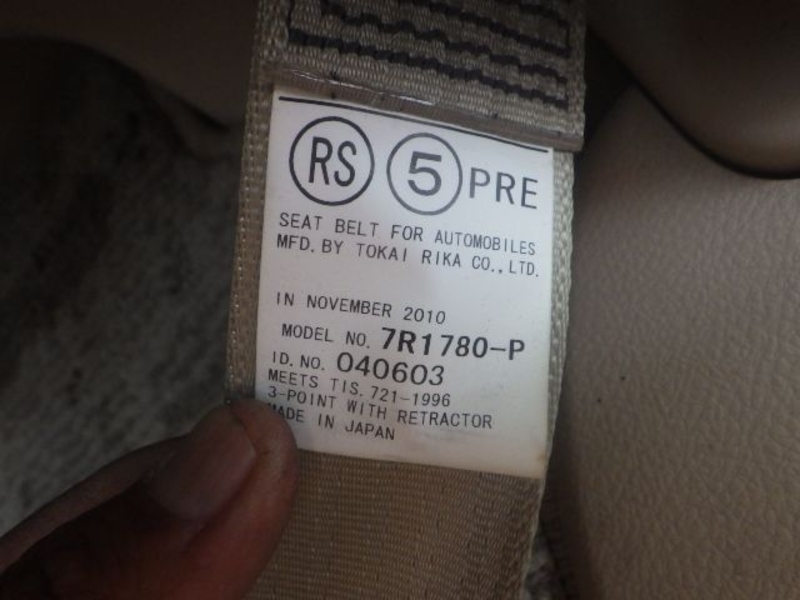 RS 5 PRE
SEAT BELT FOR AUTOMOBILES
MFD. BY TOKAI RIKA CO., LTD.
IN NOVEMBER 2010
MODEL NO. 7R1780-P
ID. NO. 040603
MEETS TIS. 721-1996
3-POINT WITH RETRACTOR
MADE IN JAPAN